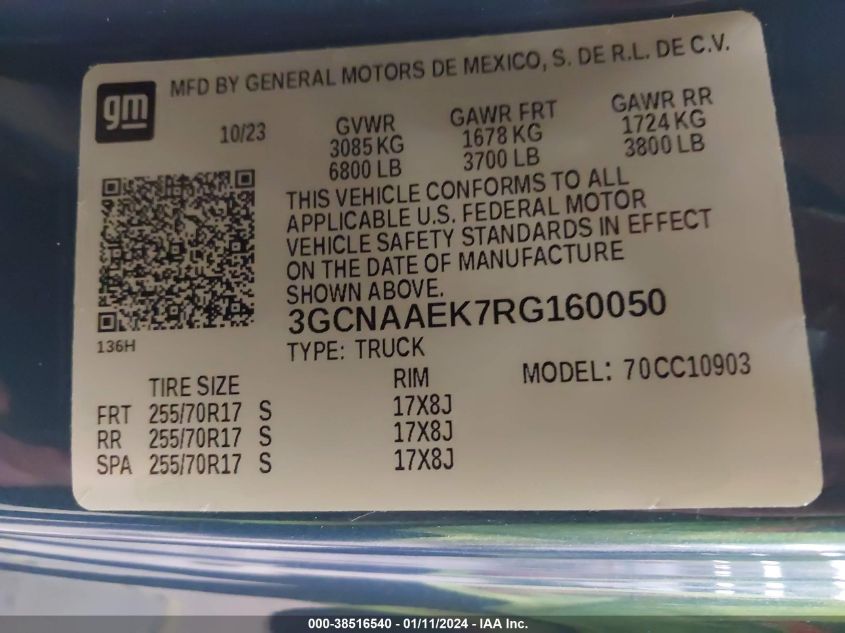 gm
MFD BY GENERAL MOTORS DE MEXICO, S. DE R.L. DE C.V.
10/23
GVWR
3085 KG
6800 LB
GAWR FRT
1678 KG
3700 LB
GAWR RR
1724 KG
3800 LB
THIS VEHICLE CONFORMS TO ALL
APPLICABLE U.S. FEDERAL MOTOR
VEHICLE SAFETY STANDARDS IN EFFECT
ON THE DATE OF MANUFACTURE
SHOWN ABOVE.
3GCNAAEK7RG160050
136H
TYPE: TRUCK
MODEL: 70CC10903
TIRE SIZE RIM
FRT 255/70R17 S 17X8J
RR 255/70R17 S 17X8J
SPA 255/70R17 S 17X8J
000-38516540 - 01/11/2024 - IAA Inc.